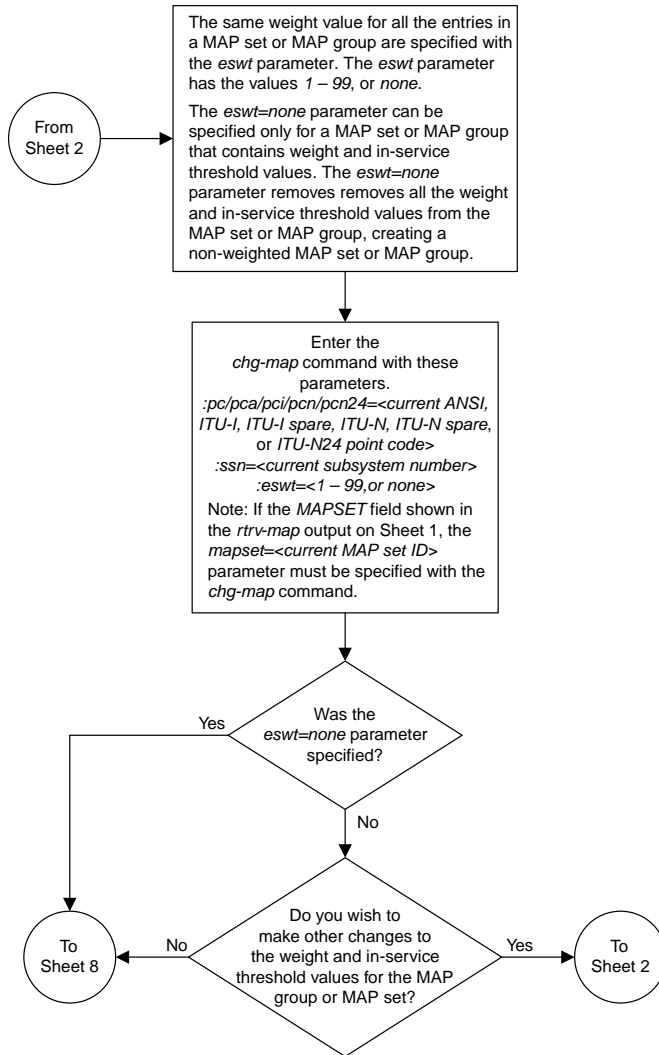 The same weight value for all the entries in
a MAP set or MAP group are specified with
the eswt parameter. The eswt parameter
has the values 1 – 99, or none.
The eswt=none parameter can be
specified only for a MAP set or MAP group
that contains weight and in-service
threshold values. The eswt=none
parameter removes removes all the weight
and in-service threshold values from the
MAP set or MAP group, creating a
non-weighted MAP set or MAP group.
From
Sheet 2
Enter the
chg-map command with these
parameters.
:pc/pca/pci/pcn/pcn24=<current ANSI,
ITU-I, ITU-I spare, ITU-N, ITU-N spare,
or ITU-N24 point code>
:ssn=<current subsystem number>
:eswt=<1 – 99,or none>
Note: If the MAPSET field shown in
the rtrv-map output on Sheet 1, the
mapset=<current MAP set ID>
parameter must be specified with the
chg-map command.
Yes
Was the
eswt=none parameter
specified?
No
To
Sheet 8
No
Do you wish to
make other changes to
the weight and in-service
threshold values for the MAP
group or MAP set?
Yes
To
Sheet 2